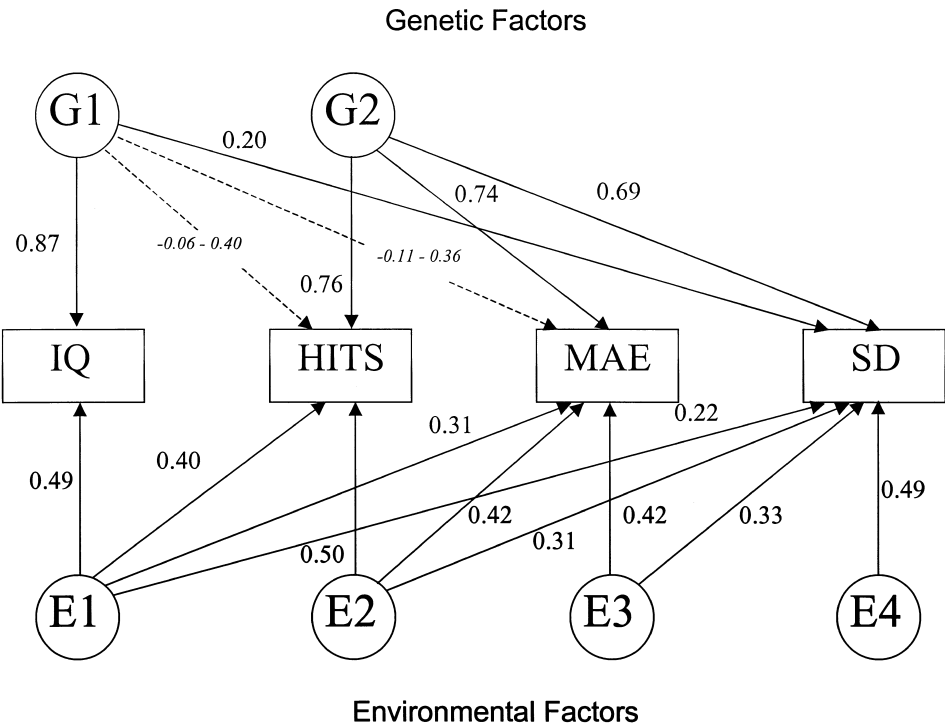 Genetic Factors
G1
G2
0.20
0.74
0.69
0.87
-0.06 - 0.40
-0.11 - 0.36
0.76
IQ
HITS
MAE
SD
0.22
0.31
0.40
0.49
0.49
0.42
0.42
0.33
0.31
0.50
E1
E2
E3
E4
Environmental Factors